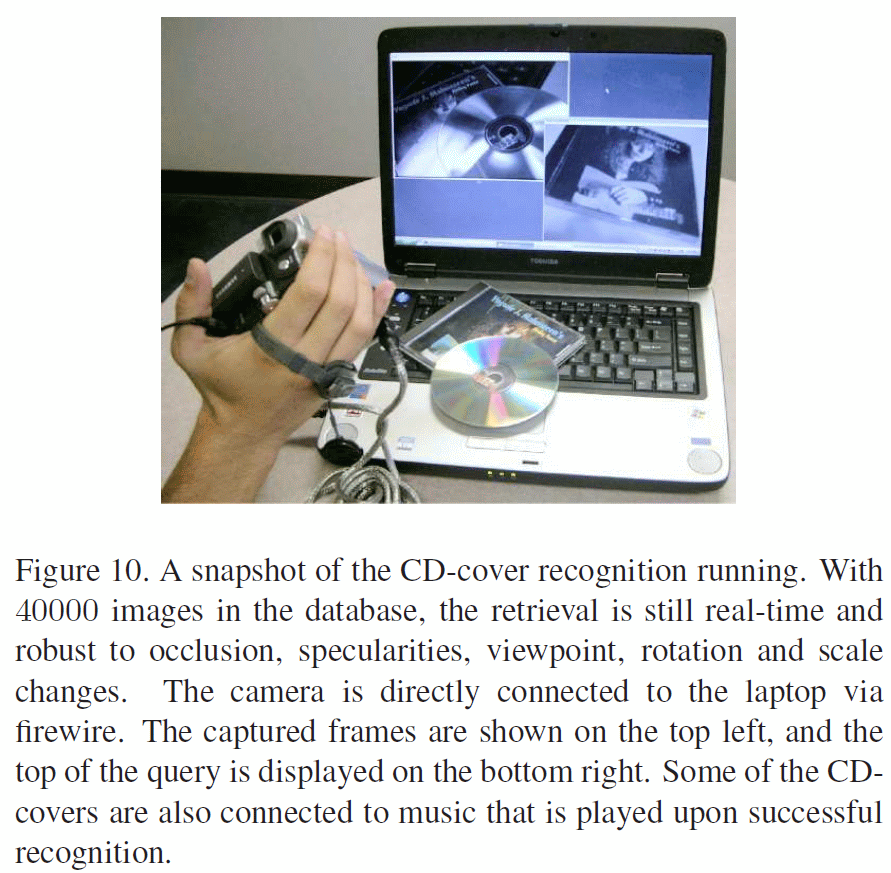 TOSHIBA
Figure 10. A snapshot of the CD-cover recognition running. With
40000 images in the database, the retrieval is still real-time and
robust to occlusion, specularities, viewpoint, rotation and scale
changes. The camera is directly connected to the laptop via
firewire. The captured frames are shown on the top left, and the
top of the query is displayed on the bottom right. Some of the CD-
covers are also connected to music that is played upon successful
recognition.